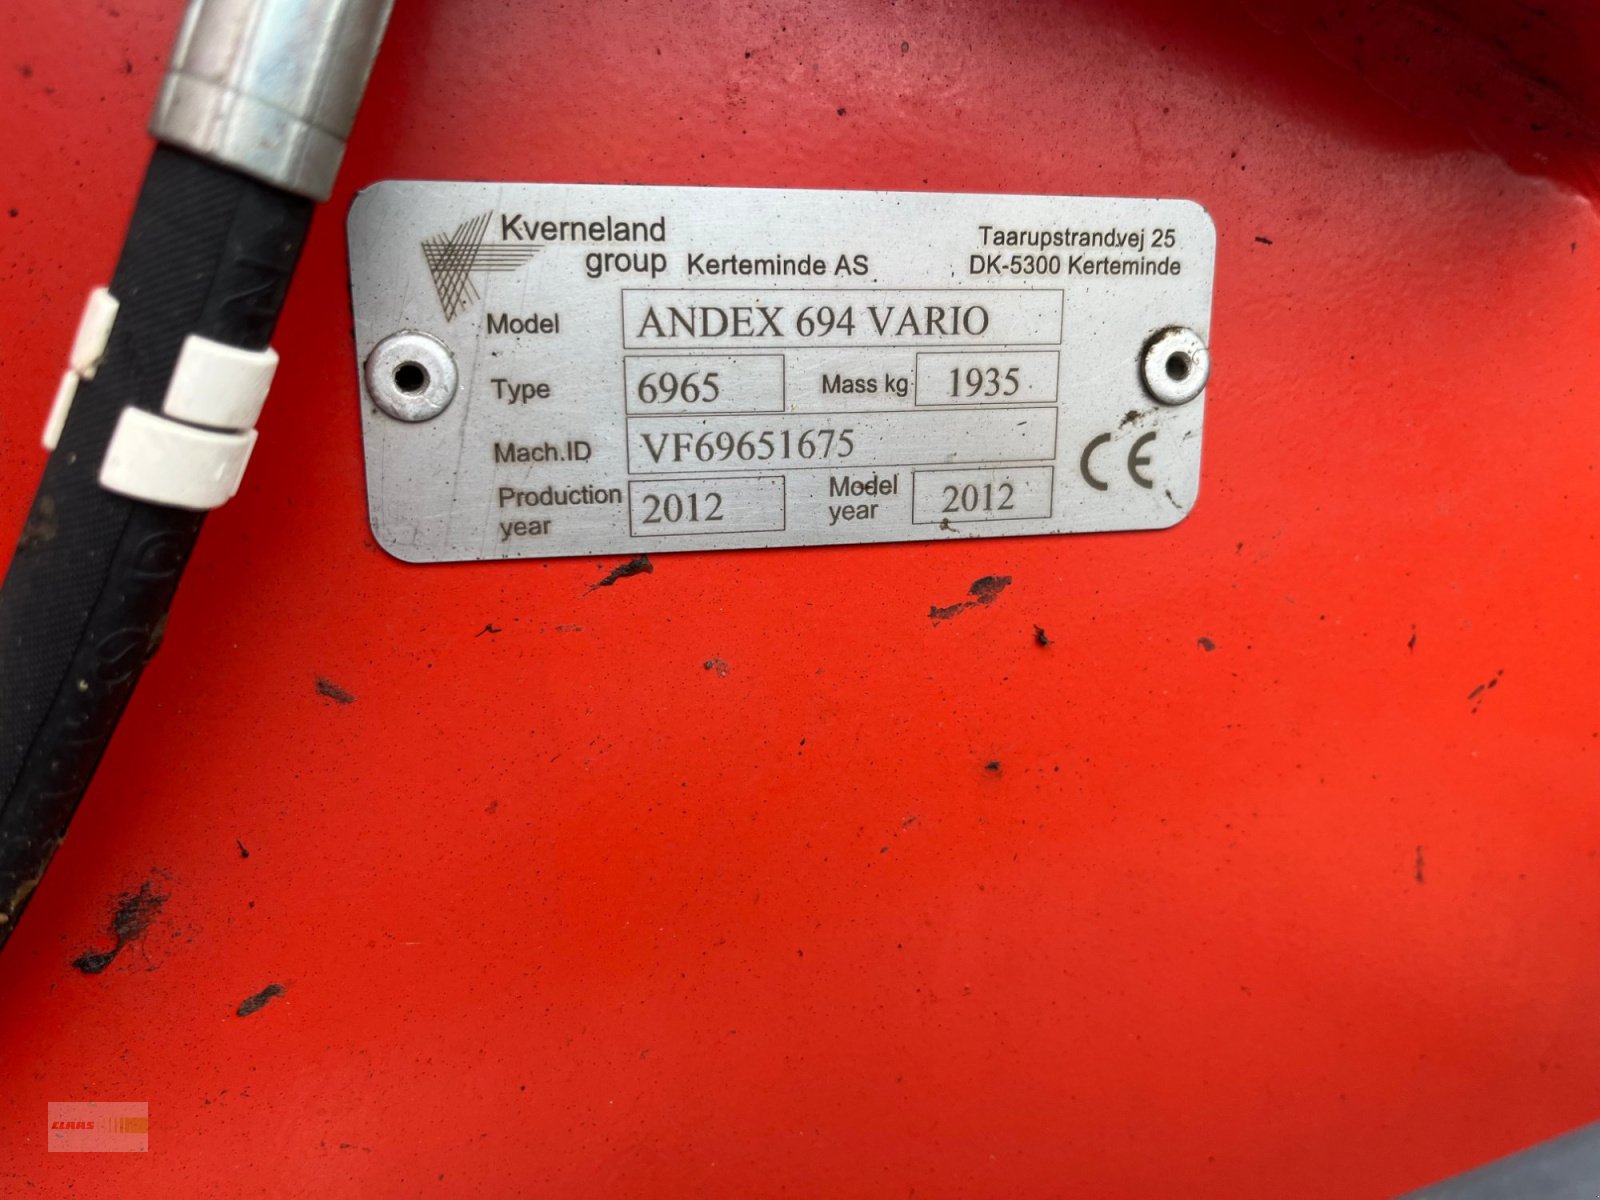 Kverneland
group Kerteminde AS
Taarupstrandvej 25
DK-5300 Kerteminde
Model ANDEX 694 VARIO
Type 6965 Mass kg 1935
Mach.ID VF69651675
Production year 2012 Model year 2012
CE
CLAAS